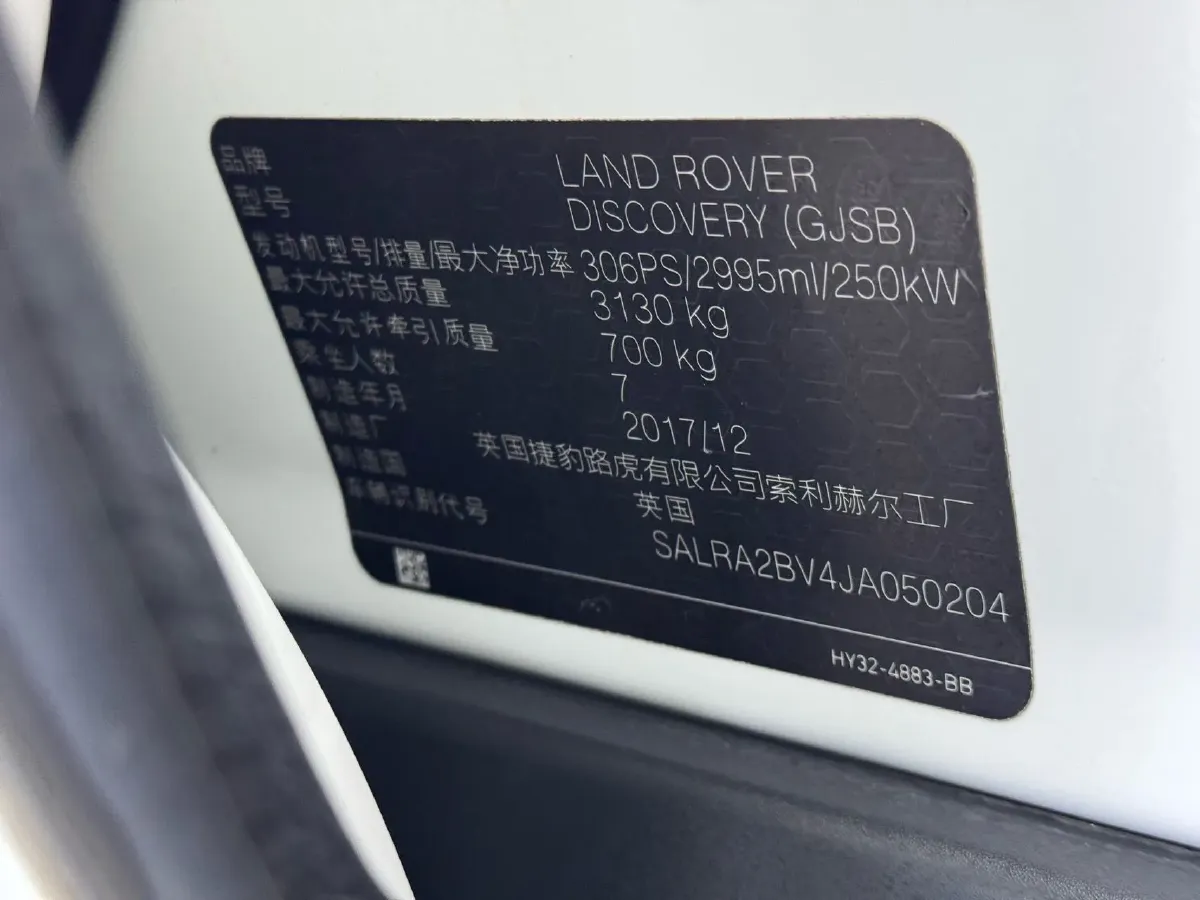 品牌 LAND ROVER
型号 DISCOVERY (GJSB)
发动机型号/排量/最大净功率 306PS/2995ml/250kW
最大允许总质量 3130 kg
最大允许牵引质量 700 kg
乘坐人数 7
制造年月 2017/12
制造厂 英国捷豹路虎有限公司索利赫尔工厂
制造国 英国
车辆识别代号 SALRA2BV4JA050204
HY32-4883-BB